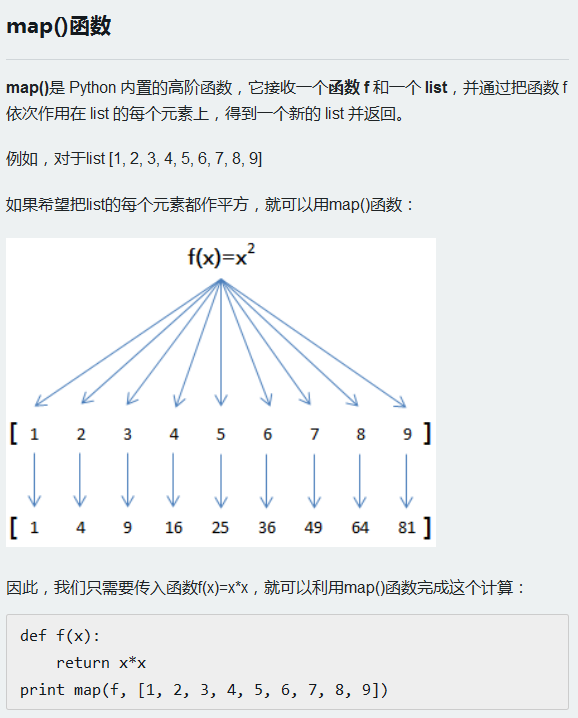 map()函数
map()是 Python 内置的高阶函数，它接收一个函数 f 和一个 list，并通过把函数 f
依次作用在 list 的每个元素上，得到一个新的 list 并返回。
例如，对于list [1, 2, 3, 4, 5, 6, 7, 8, 9]
如果希望把list的每个元素都作平方，就可以用map()函数：
f(x)=x²
[ 1 2 3 4 5 6 7 8 9 ]
[ 1 4 9 16 25 36 49 64 81 ]
因此，我们只需要传入函数f(x)=x*x，就可以利用map()函数完成这个计算：
def f(x):
    return x*x
print map(f, [1, 2, 3, 4, 5, 6, 7, 8, 9])